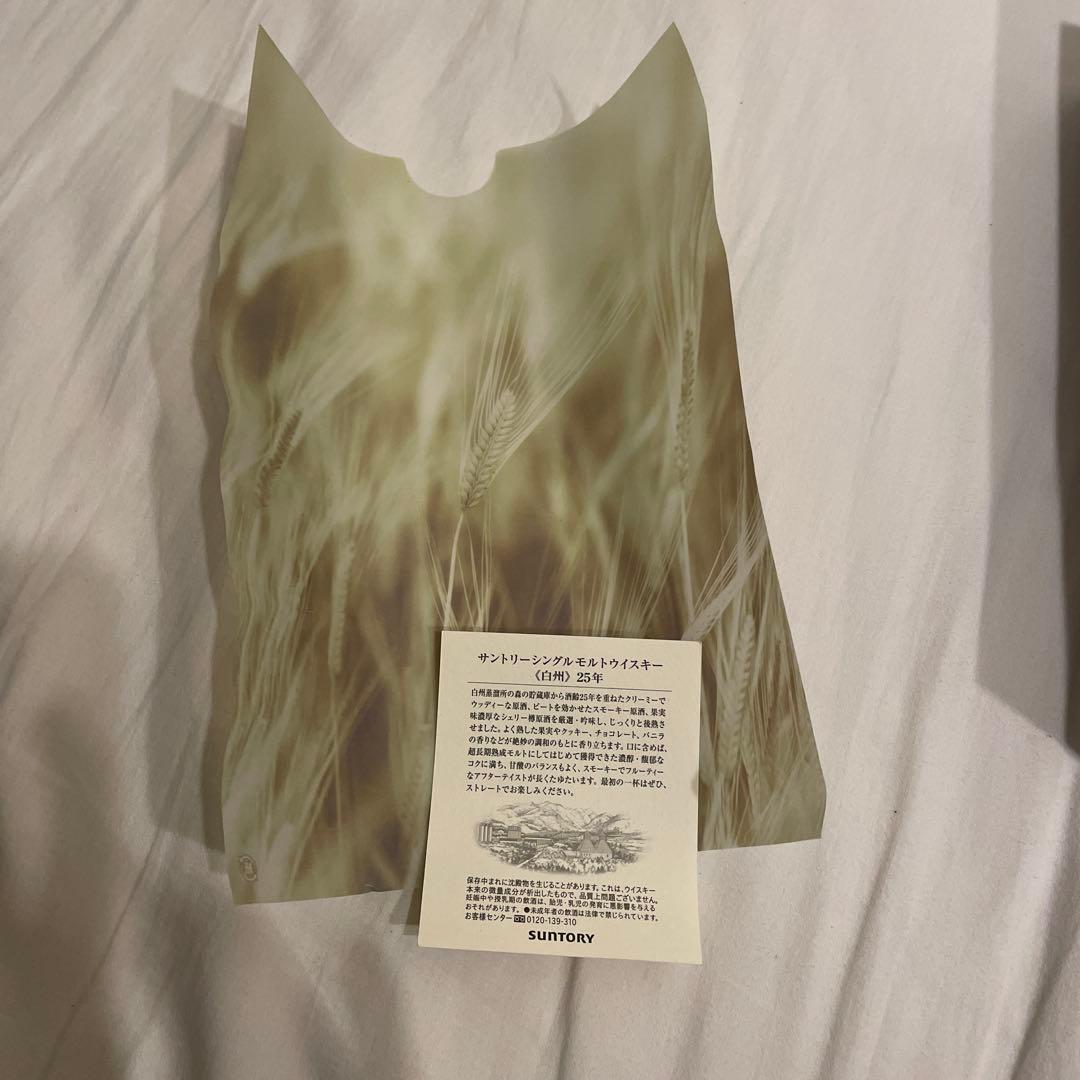 サントリーシングルモルトウイスキー
《白州》25年
白州蒸溜所の森の貯蔵庫から酒齢25年を重ねたクリーミーで
ウッディーな原酒、ピートを効かせたスモーキー原酒、果実
味濃厚なシェリー樽原酒を厳選・吟味し、じっくりと後熟さ
せました。よく熟した果実やクッキー、チョコレート、バニラ
の香りなどが絶妙の調和のもとに香り立ちます。口に含めば、
超長期熟成モルトにしてはじめて獲得できた濃醇・馥郁な
コクに満ち、甘酸のバランスもよく、スモーキーでフルーティー
なアフターテイストが長くたゆたいます。最初の一杯はぜひ、
ストレートでお楽しみください。
保存中まれに沈殿物を生じることがあります。これは、ウイスキー
本来の微量成分が析出したもので、品質上問題ございません。
妊娠中や授乳期の飲酒は、胎児・乳児の発育に悪影響を与える
おそれがあります。●未成年者の飲酒は法律で禁じられています。
お客様センター 0120-139-310
SUNTORY